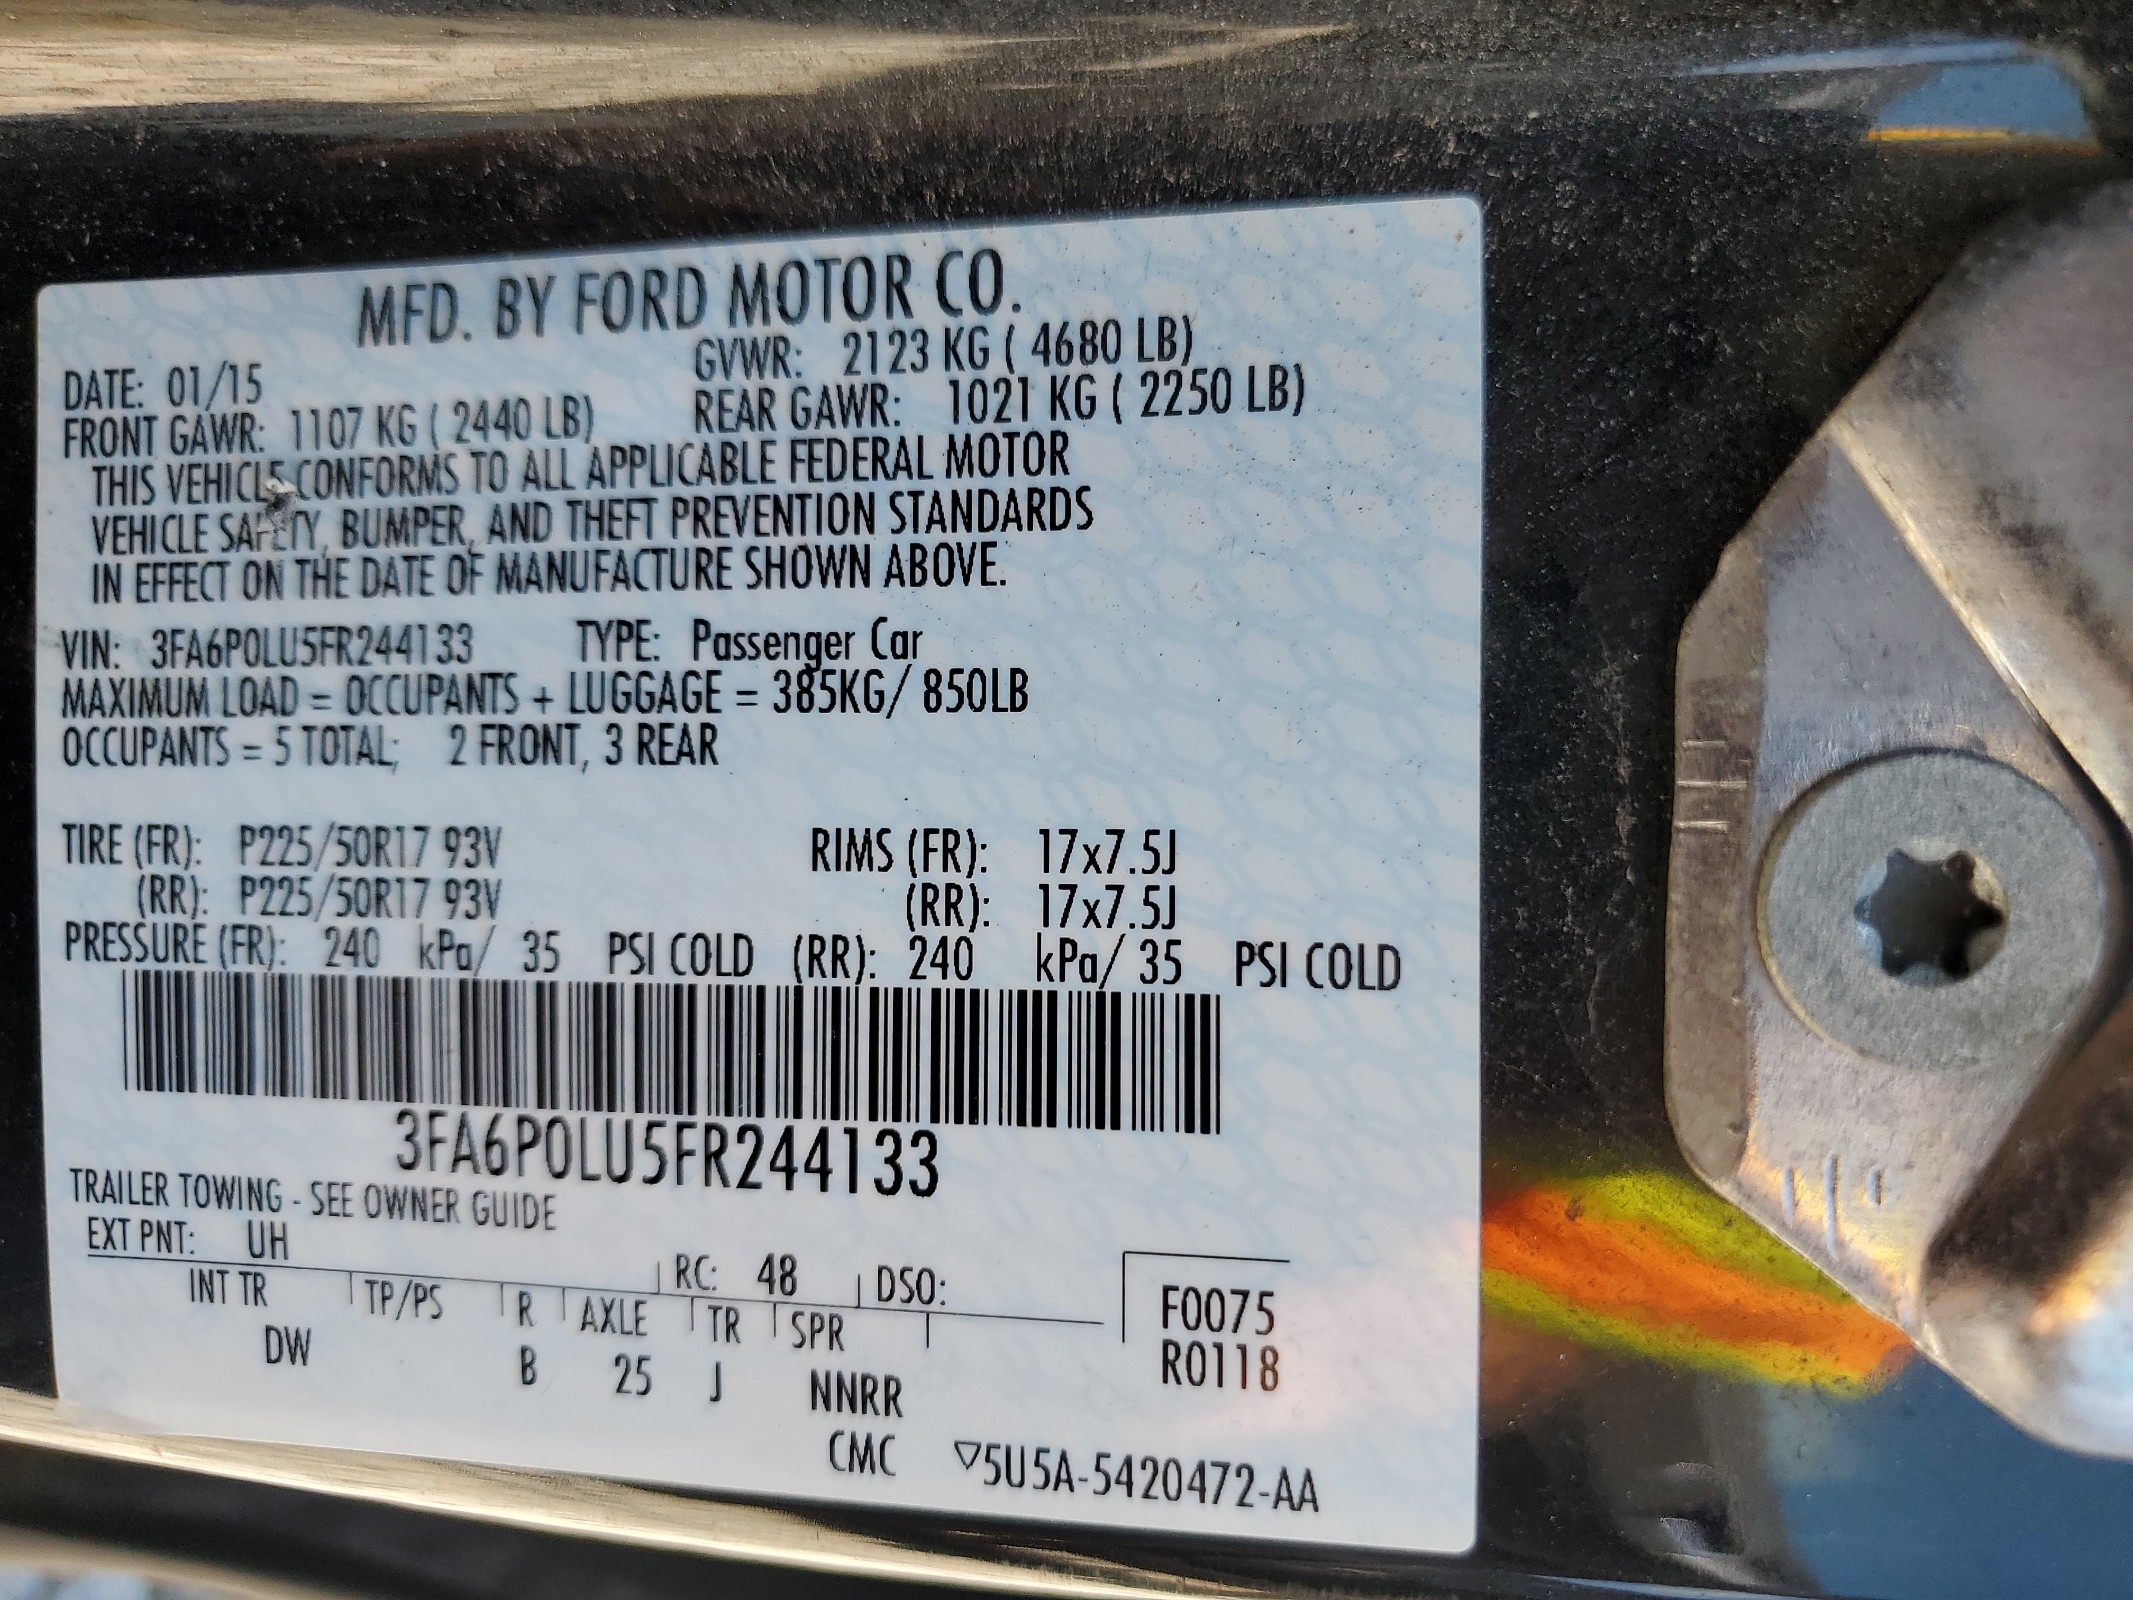 MFD. BY FORD MOTOR CO.
DATE: 01/15 GVWR: 2123 KG ( 4680 LB)
FRONT GAWR: 1107 KG ( 2440 LB) REAR GAWR: 1021 KG ( 2250 LB)
THIS VEHICLE CONFORMS TO ALL APPLICABLE FEDERAL MOTOR
VEHICLE SAFETY, BUMPER, AND THEFT PREVENTION STANDARDS
IN EFFECT ON THE DATE OF MANUFACTURE SHOWN ABOVE.
VIN: 3FA6P0LU5FR244133 TYPE: Passenger Car
MAXIMUM LOAD = OCCUPANTS + LUGGAGE = 385KG/ 850LB
OCCUPANTS = 5 TOTAL; 2 FRONT, 3 REAR
TIRE (FR): P225/50R17 93V RIMS (FR): 17x7.5J
(RR): P225/50R17 93V (RR): 17x7.5J
PRESSURE (FR): 240 kPa/ 35 PSI COLD (RR): 240 kPa/ 35 PSI COLD
3FA6P0LU5FR244133
TRAILER TOWING - SEE OWNER GUIDE
EXT PNT: UH RC: 48 DSO:
INT TR TP/PS R AXLE TR SPR F0075
DW B 25 J NNRR R0118
CMC ▽5U5A-5420472-AA